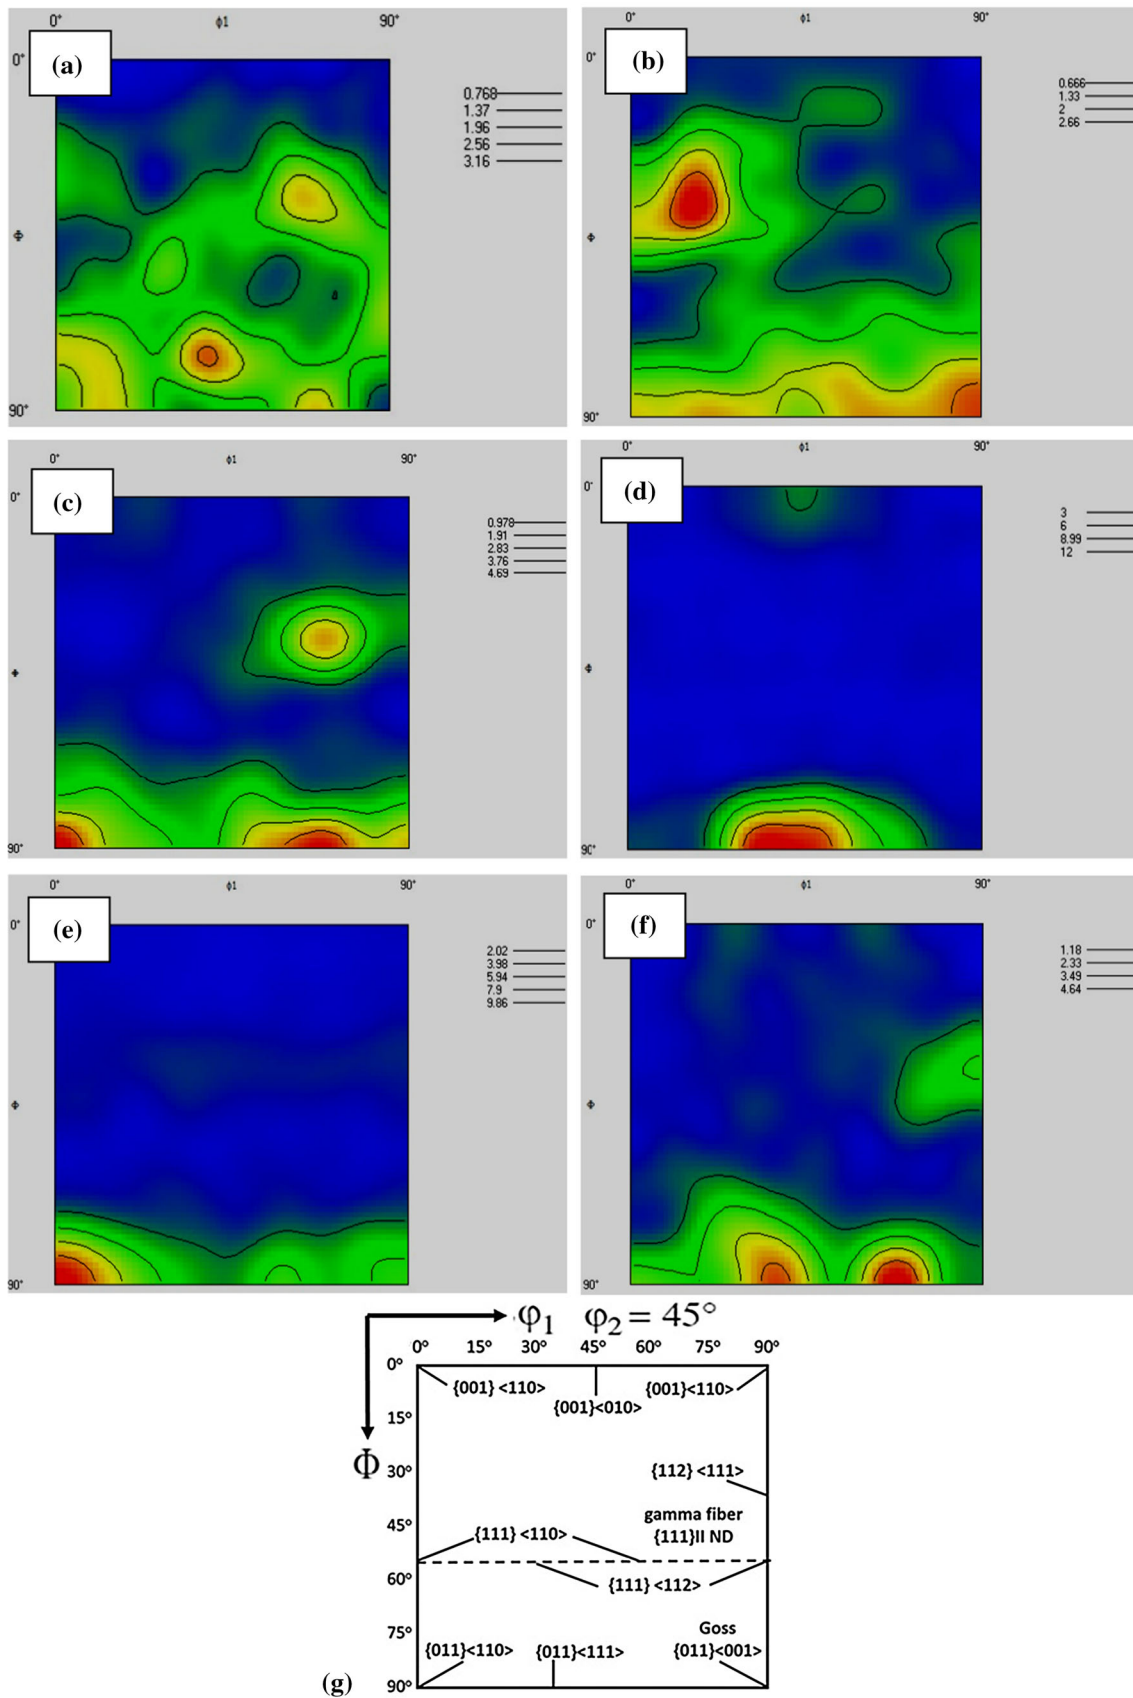 0° φ1 90°
(a)
0°
0.768
1.37
1.96
2.56
3.16
Φ
90°
0° φ1 90°
(b)
0°
0.666
1.33
2
2.66
Φ
90°
0° φ1 90°
(c)
0°
0.978
1.91
2.83
3.76
4.69
Φ
90°
0° φ1 90°
(d)
0°
3
6
8.99
12
Φ
90°
0° φ1 90°
(e)
0°
2.02
3.98
5.94
7.9
9.86
Φ
90°
0° φ1 90°
(f)
0°
1.18
2.33
3.49
4.64
Φ
90°
φ₁ φ₂ = 45°
0° 15° 30° 45° 60° 75° 90°
0°
{001} <110> {001}<010> {001}<110>
15°
Φ 30°
{112} <111>
45°
gamma fiber
{111}II ND
{111} <110>
60°
{111} <112>
75°
Goss
{011}<110> {011}<111> {011}<001>
90°
(g)